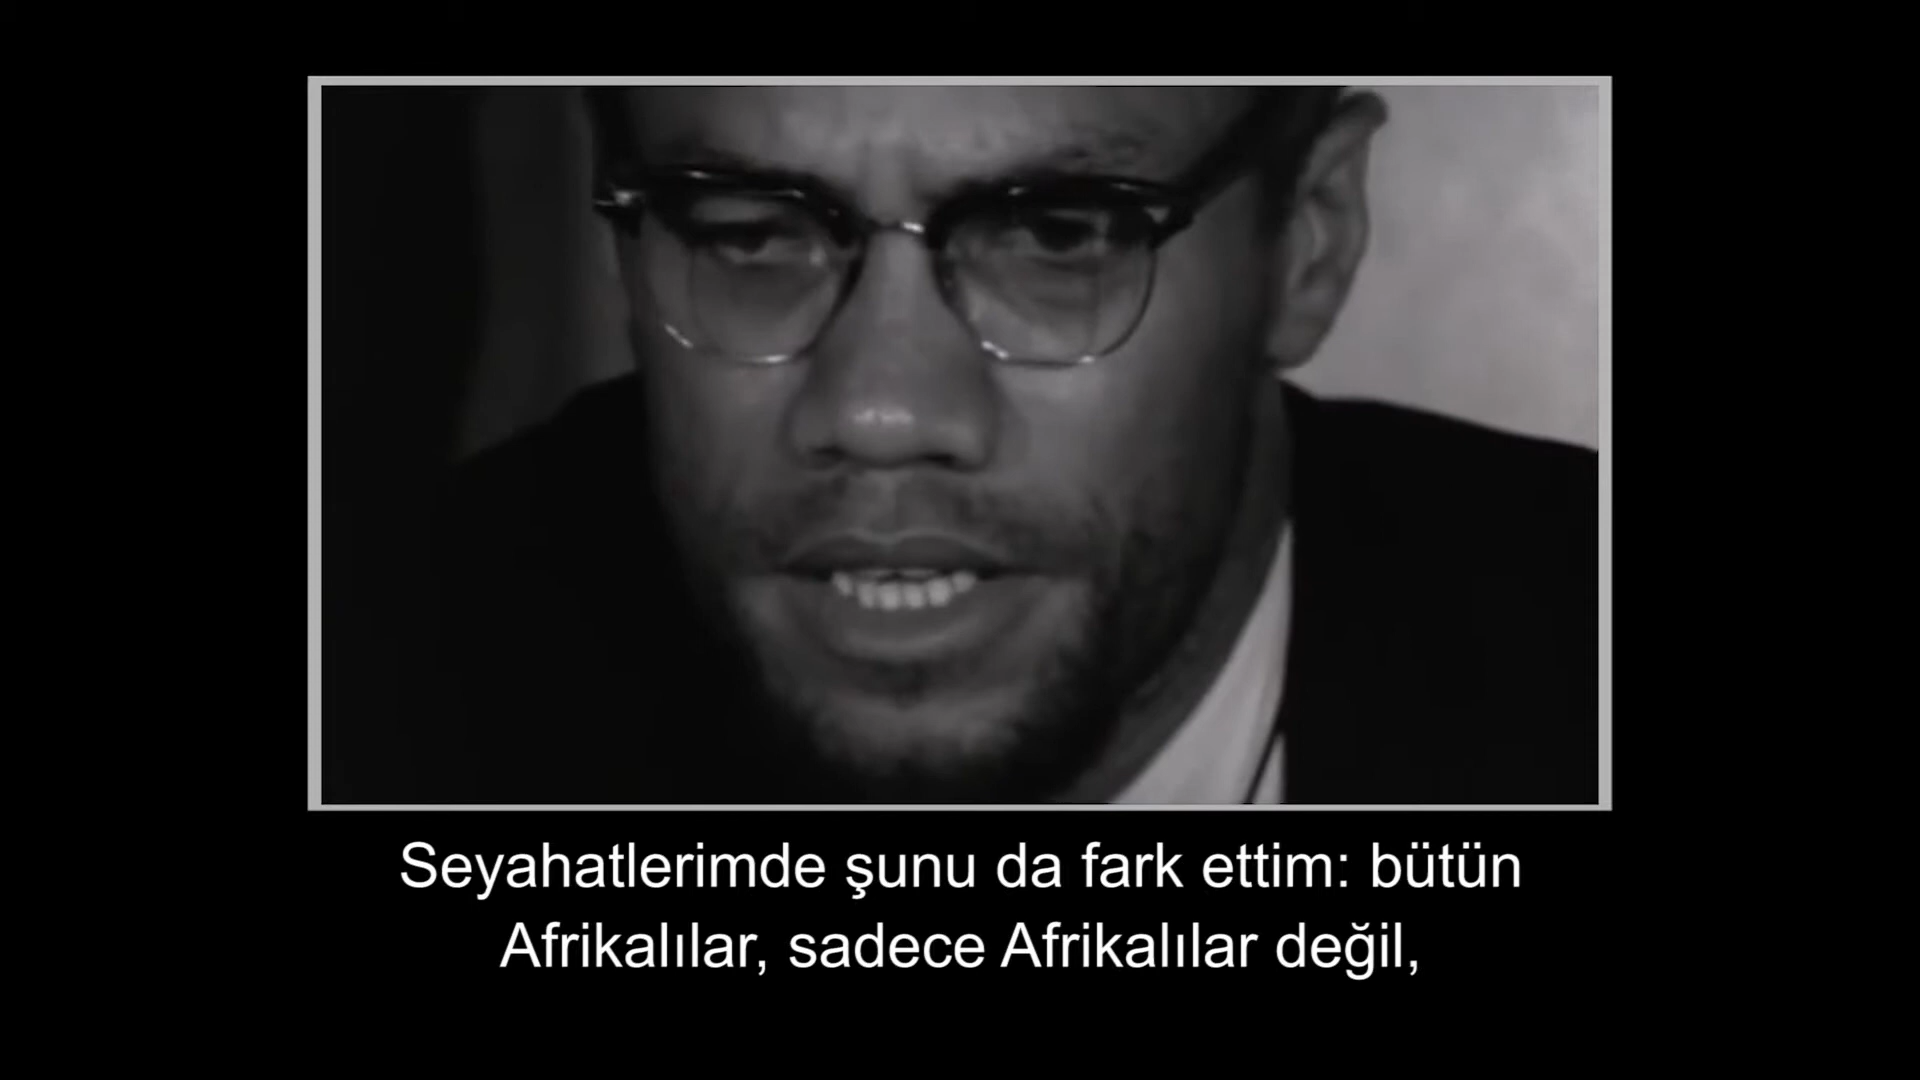 Seyahatlerimde şunu da fark ettim: bütün
Afrikalılar, sadece Afrikalılar değil,